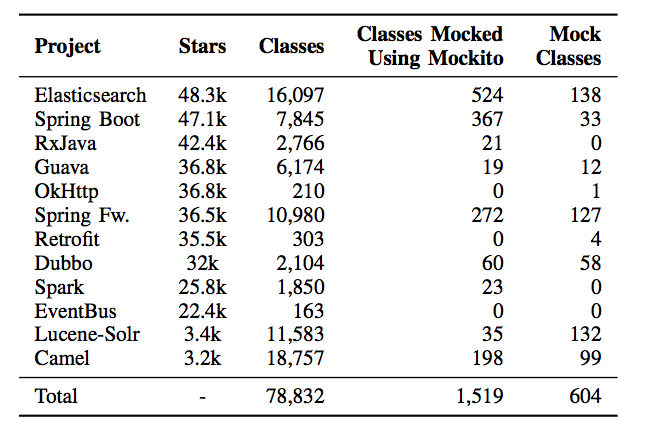 Project Stars Classes Classes Mocked Using Mockito Mock Classes
Elasticsearch 48.3k 16,097 524 138
Spring Boot 47.1k 7,845 367 33
RxJava 42.4k 2,766 21 0
Guava 36.8k 6,174 19 12
OkHttp 36.8k 210 0 1
Spring Fw. 36.5k 10,980 272 127
Retrofit 35.5k 303 0 4
Dubbo 32k 2,104 60 58
Spark 25.8k 1,850 23 0
EventBus 22.4k 163 0 0
Lucene-Solr 3.4k 11,583 35 132
Camel 3.2k 18,757 198 99
Total - 78,832 1,519 604